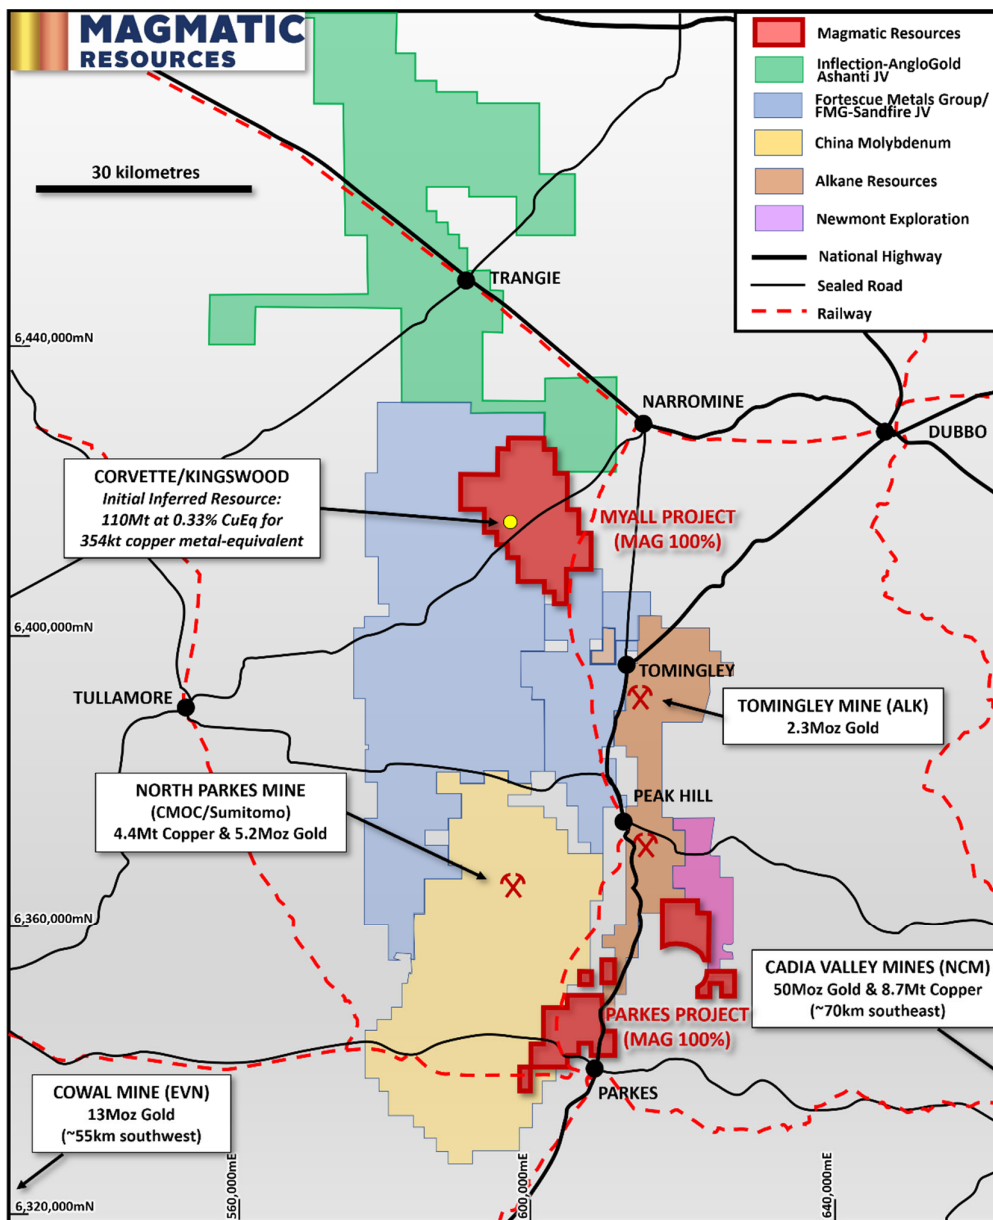 MAGMATIC
RESOURCES
Magmatic Resources
Inflection-AngloGold
Ashanti JV
Fortescue Metals Group/
FMG-Sandfire JV
China Molybdenum
Alkane Resources
Newmont Exploration
National Highway
Sealed Road
Railway
30 kilometres
TRANGIE
6,440,000mN
NARROMINE
DUBBO
CORVETTE/KINGSWOOD
Initial Inferred Resource:
110Mt at 0.33% CuEq for
354kt copper metal-equivalent
MYALL PROJECT
(MAG 100%)
6,400,000mN
TOMINGLEY
TULLAMORE
TOMINGLEY MINE (ALK)
2.3Moz Gold
NORTH PARKES MINE
(CMOC/Sumitomo)
4.4Mt Copper & 5.2Moz Gold
PEAK HILL
6,360,000mN
CADIA VALLEY MINES (NCM)
50Moz Gold & 8.7Mt Copper
(~70km southeast)
PARKES PROJECT
(MAG 100%)
COWAL MINE (EVN)
13Moz Gold
(~55km southwest)
PARKES
6,320,000mN
560,000mE
600,000mE
640,000mE